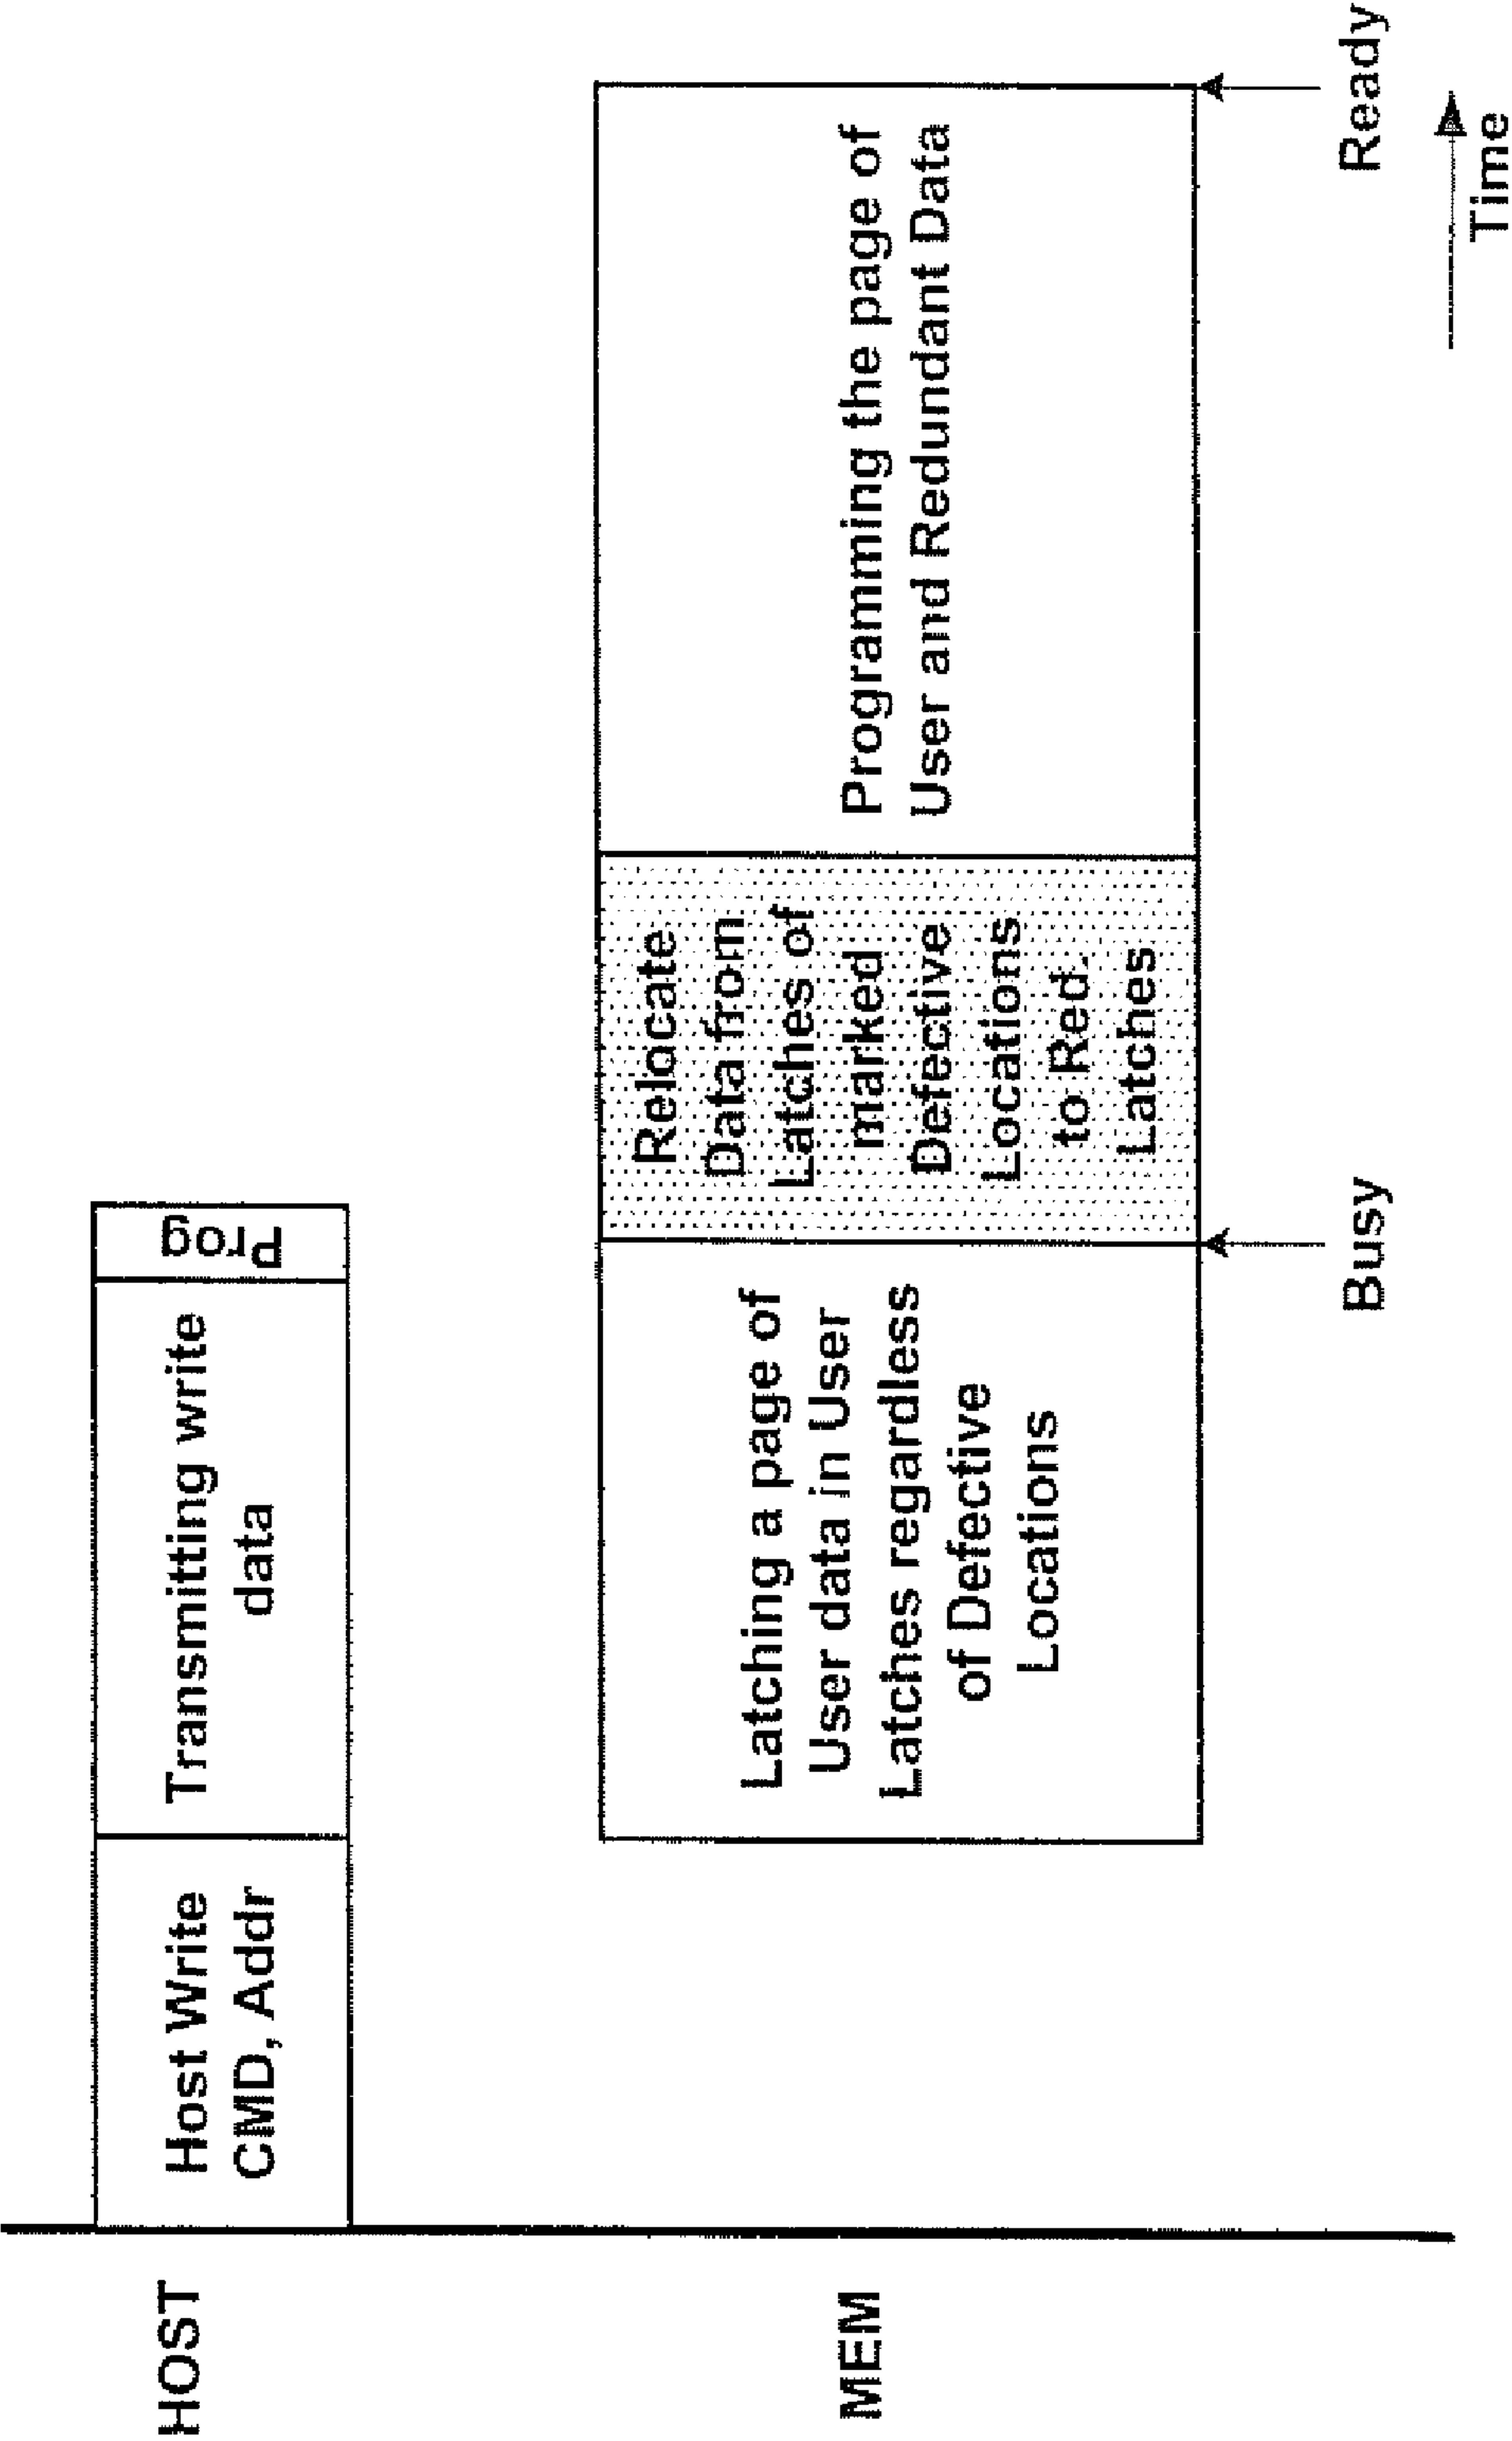 HOST
Host Write
CMD, Addr
Transmitting write
data
Prog
MEM
Latching a page of
User data in User
Latches regardless
of Defective
Locations
Relocate
Data from
Latches of
marked
Defective
Locations
to Red.
Latches
Programming the page of
User and Redundant Data
Busy
Ready
Time